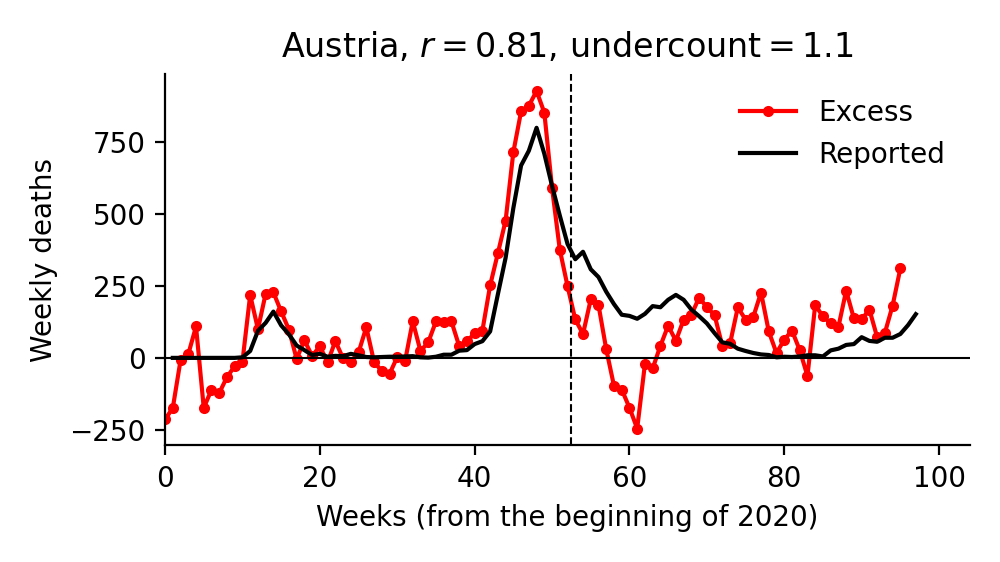 Austria, r = 0.81, undercount = 1.1
Excess
Reported
Weekly deaths
750
500
250
0
−250
0 20 40 60 80 100
Weeks (from the beginning of 2020)